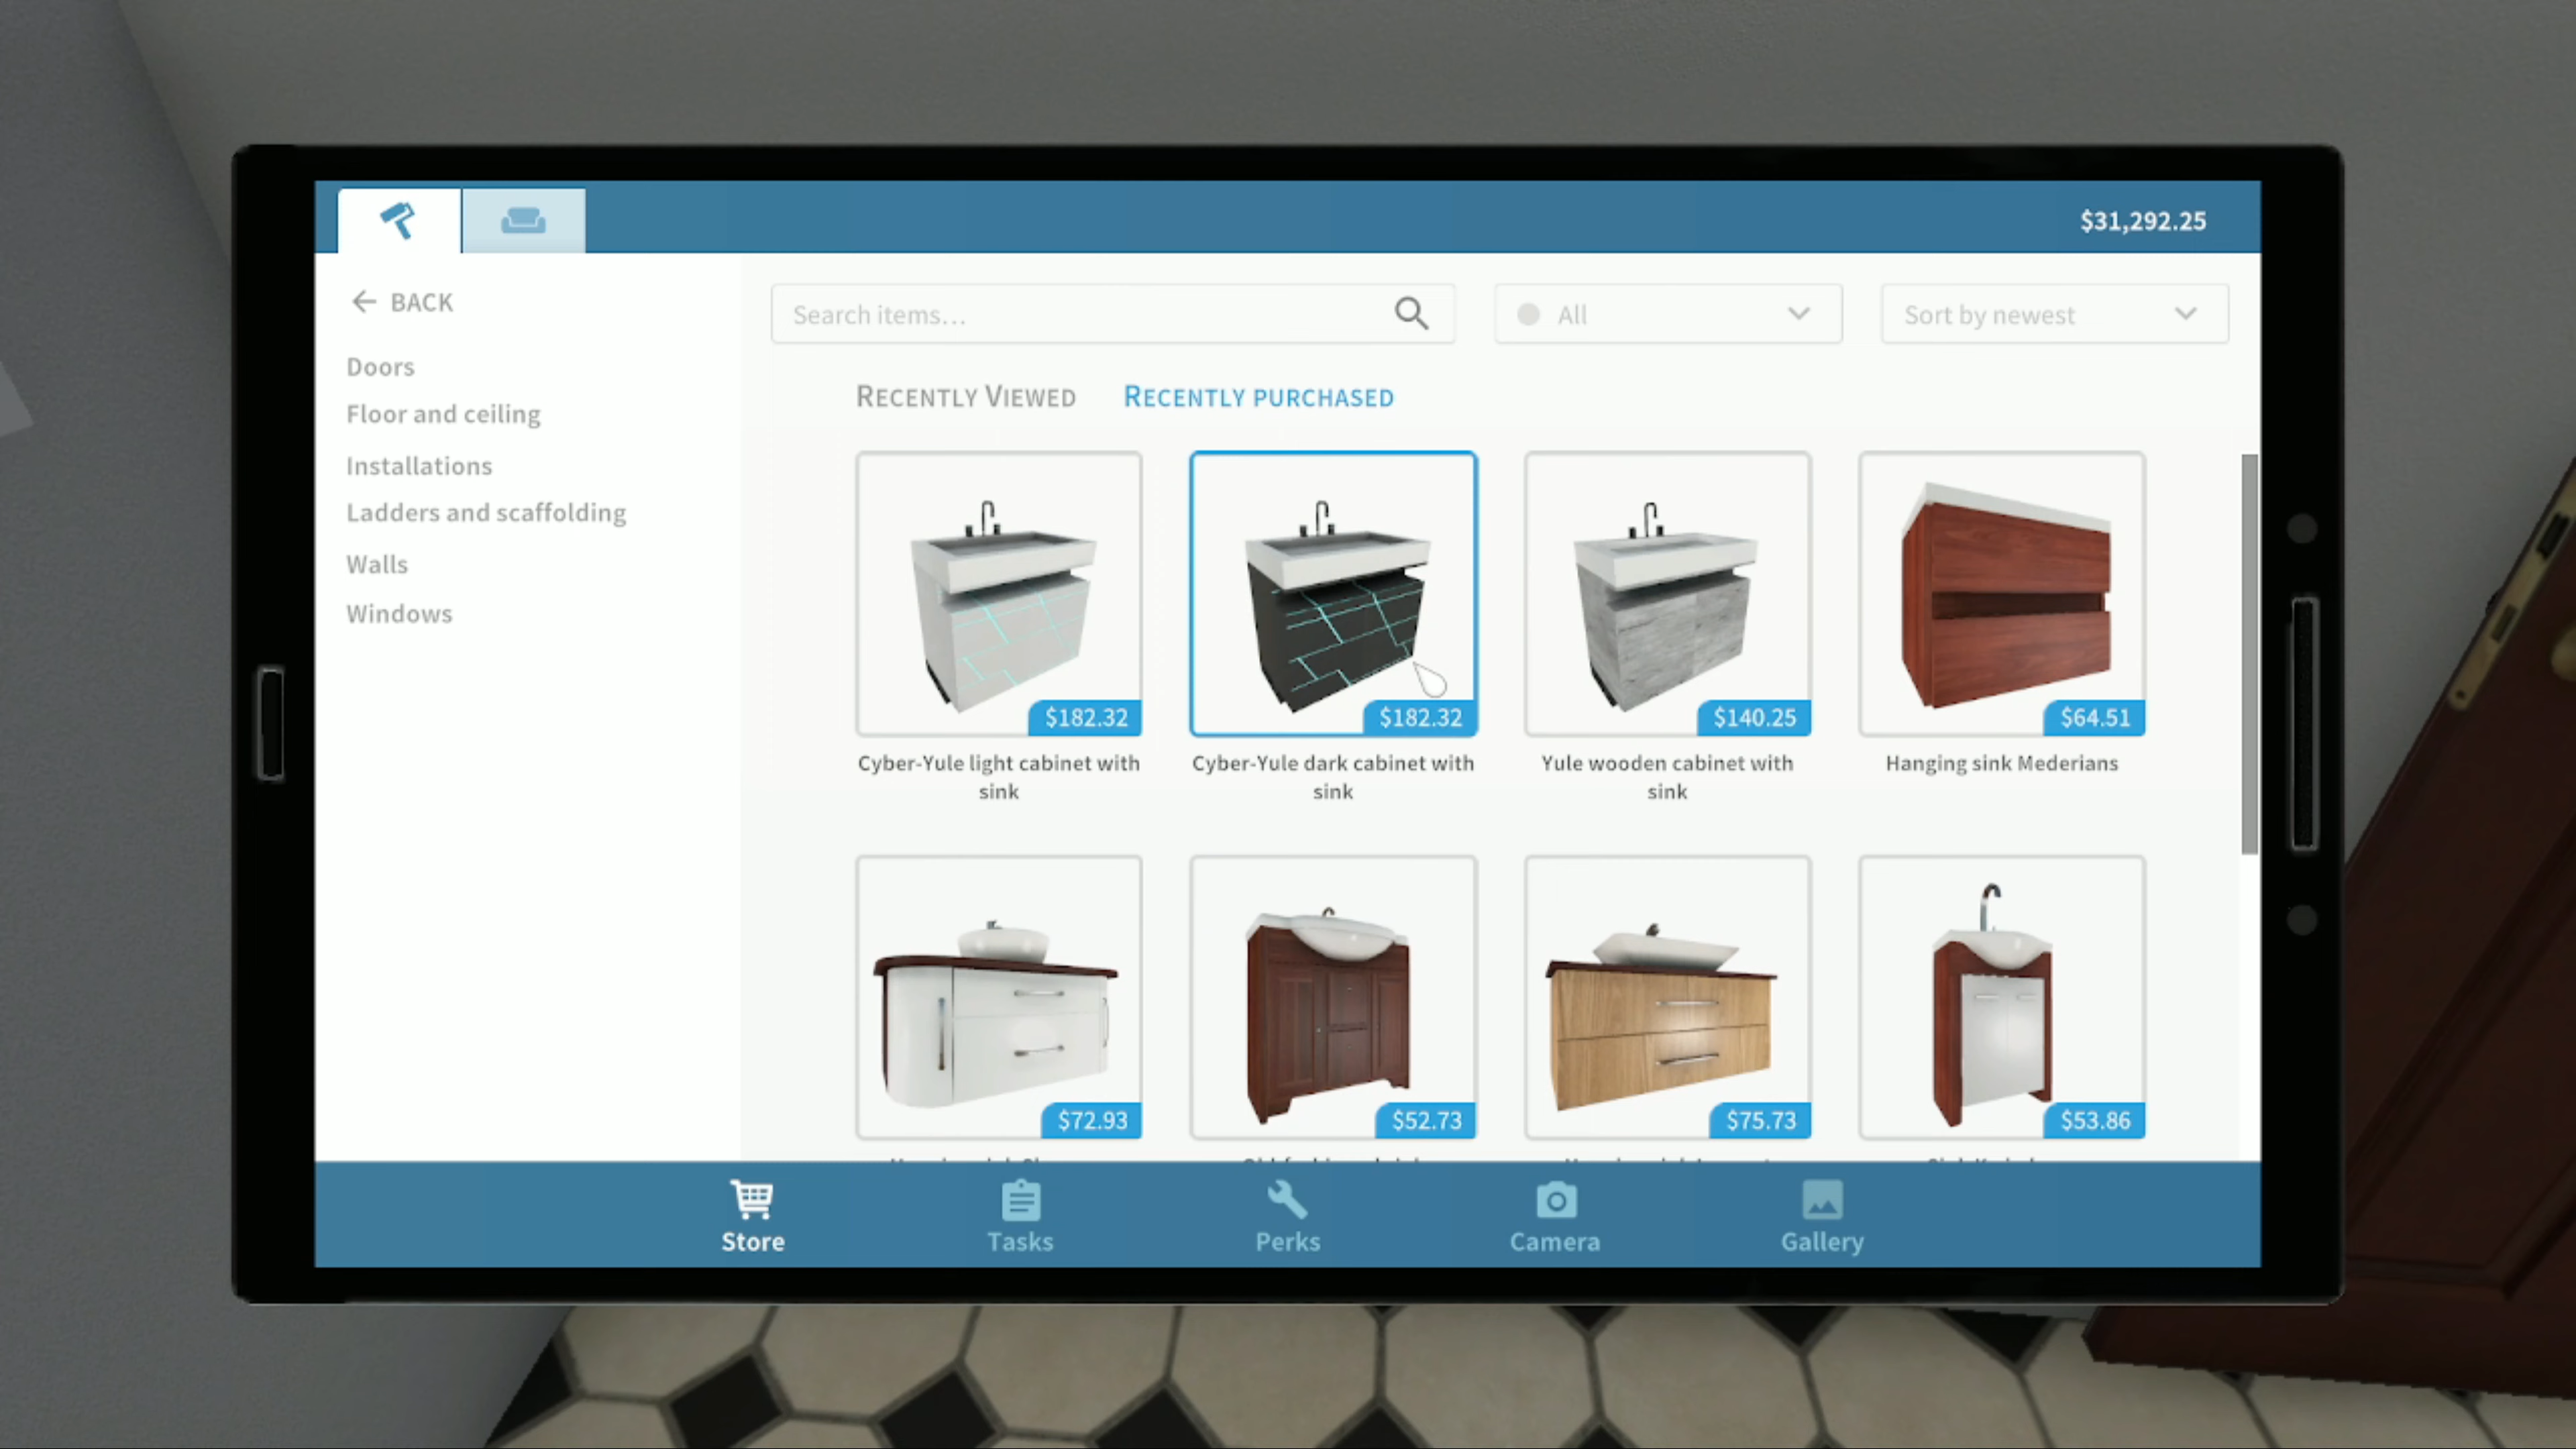 $31,292.25
BACK
Search items...
All
Sort by newest
Doors
Floor and ceiling
Installations
Ladders and scaffolding
Walls
Windows
RECENTLY VIEWED
RECENTLY PURCHASED
$182.32
$182.32
$140.25
$64.51
Cyber-Yule light cabinet with
sink
Cyber-Yule dark cabinet with
sink
Yule wooden cabinet with
sink
Hanging sink Mederians
$72.93
$52.73
$75.73
$53.86
Store
Tasks
Perks
Camera
Gallery